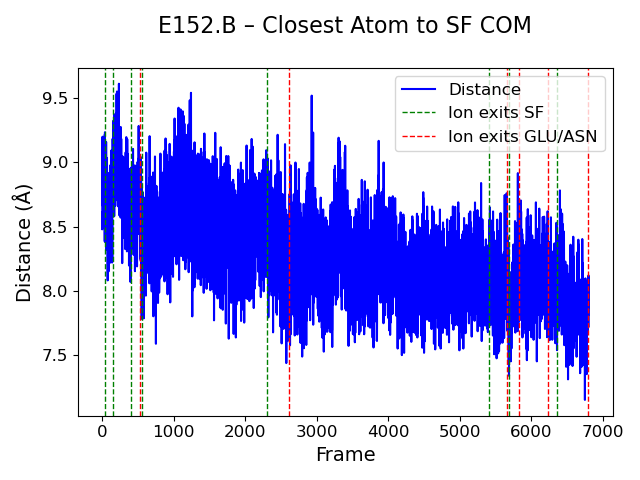 E152.B – Closest Atom to SF COM
Distance
Ion exits SF
Ion exits GLU/ASN
Distance (Å)
9.5
9.0
8.5
8.0
7.5
0 1000 2000 3000 4000 5000 6000 7000
Frame